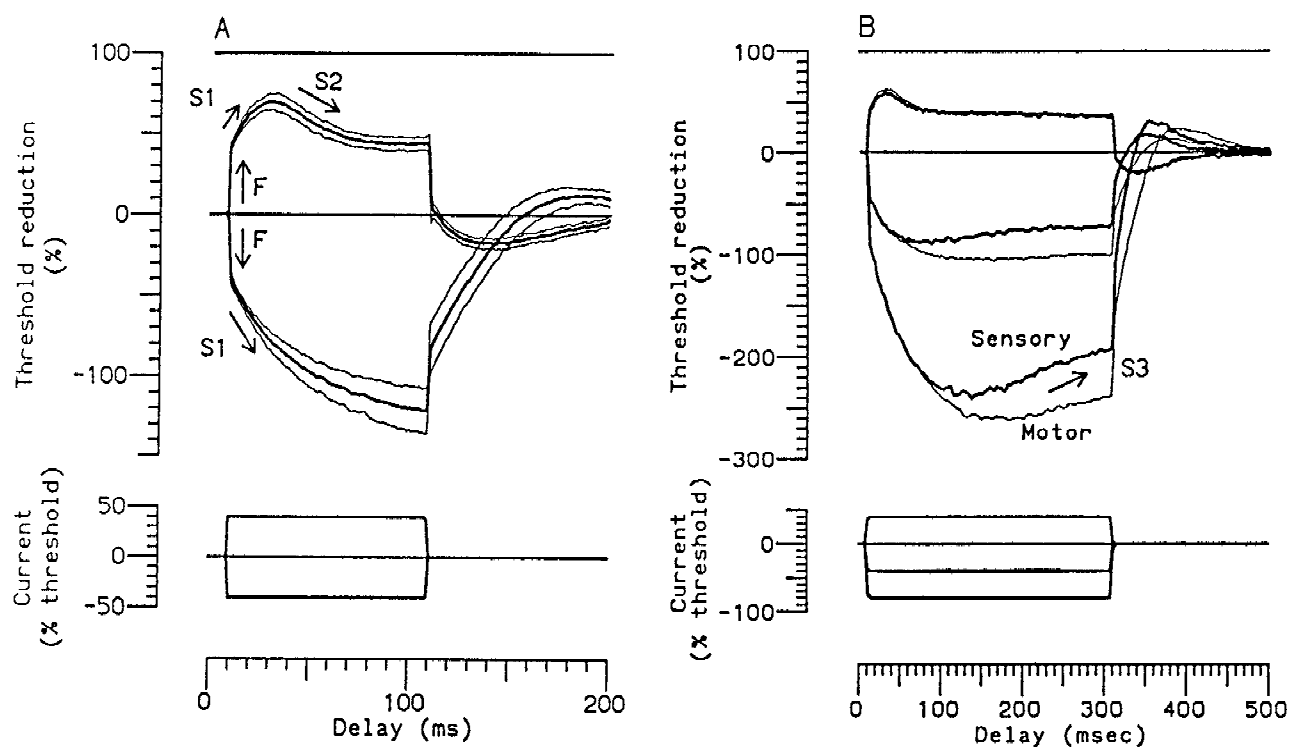 A
100
0
-100
Threshold reduction
(%)
S1
S2
F
F
S1
50
0
-50
Current
(% threshold)
0
100
200
Delay (ms)
B
100
0
-100
-200
-300
Threshold reduction
(%)
Sensory
S3
Motor
0
-100
Current
(% threshold)
0
100
200
300
400
500
Delay (msec)